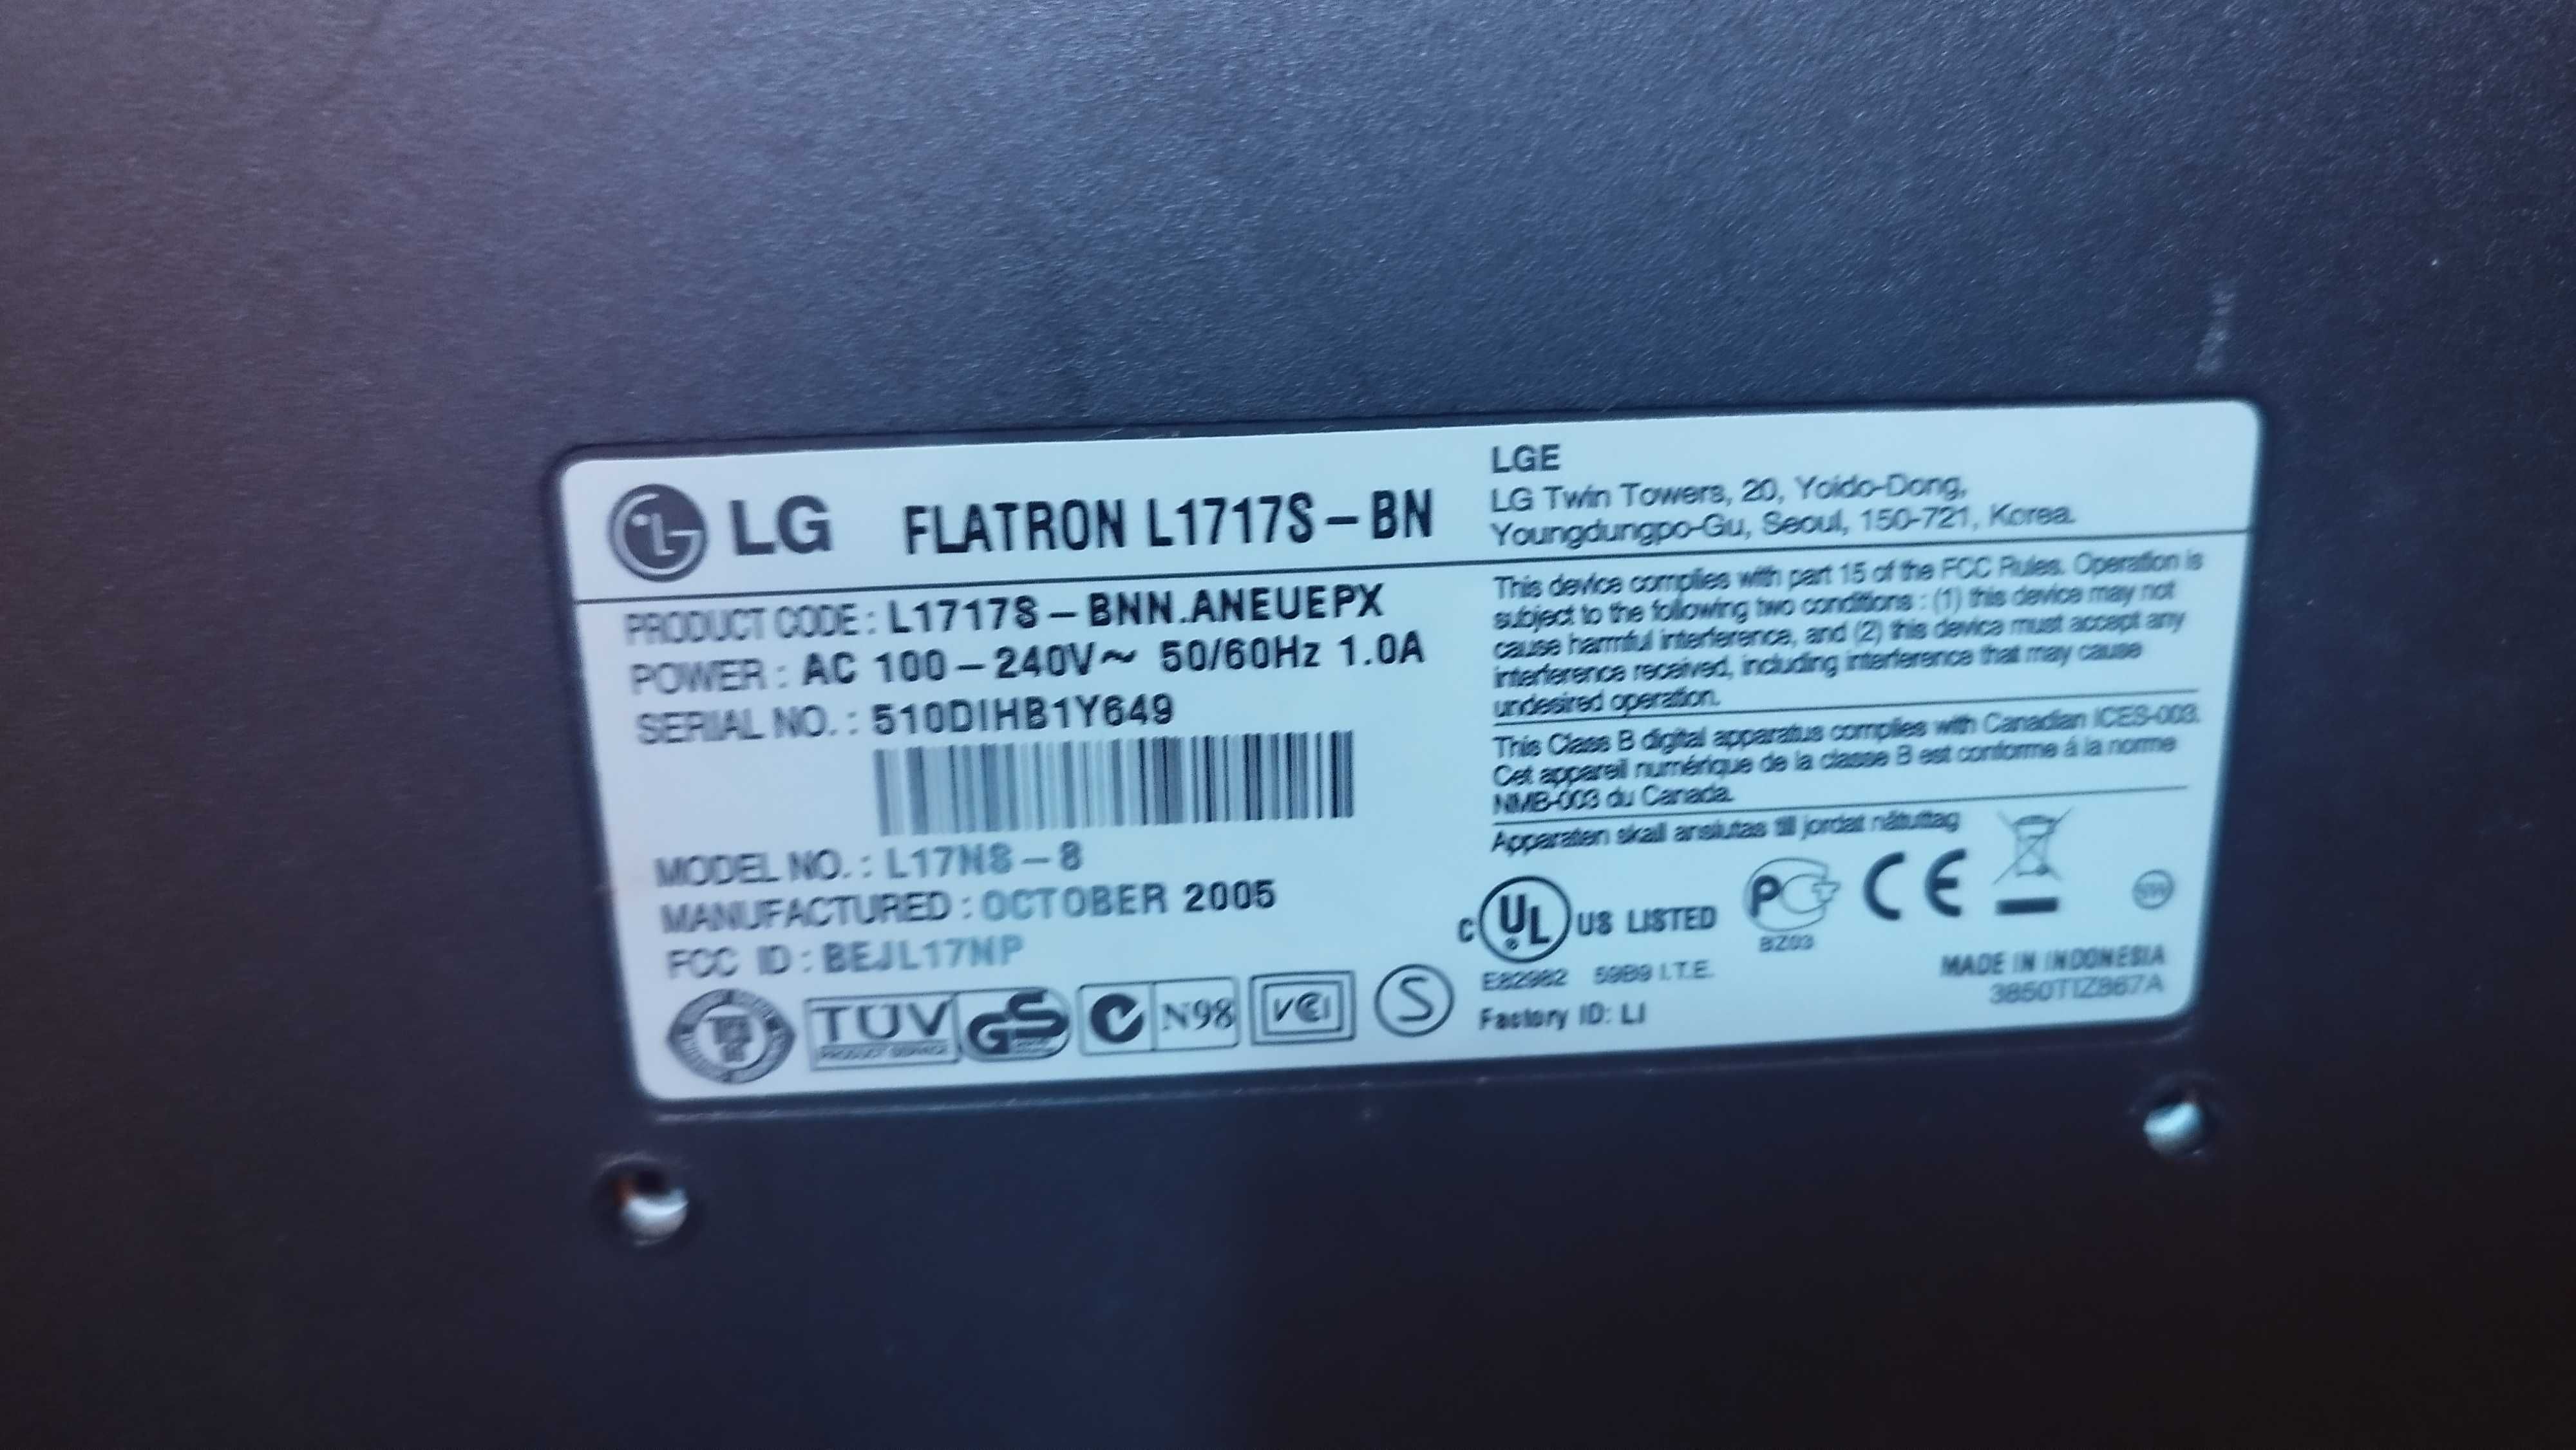 LG FLATRON L1717S-BN
LGE
LG Twin Towers, 20, Yoido-Dong,
Youngdungpo-Gu, Seoul, 150-721, Korea.
PRODUCT CODE: L1717S-BNN.ANEUEPX
POWER: AC 100-240V~ 50/60Hz 1.0A
SERIAL NO.: 510DIHB1Y649
MODEL NO.: L17NS-8
MANUFACTURED: OCTOBER 2005
FCC ID: BEJL17NP
TÜV
PRODUCT SERVICE
GS
N98
VCI
S
This device complies with part 15 of the FCC Rules. Operation is
subject to the following two conditions : (1) this device may not
cause harmful interference, and (2) this device must accept any
interference received, including interference that may cause
undesired operation.
This Class B digital apparatus complies with Canadian ICES-003.
Cet appareil numérique de la classe B est conforme á la norme
NMB-003 du Canada.
Apparaten skall anslutas till jordat nätuttag
C UL ® US LISTED
E82982 59B9 I.T.E.
Factory ID: LI
PCT
BZ03
CE
MADE IN INDONESIA
3850TIZ867A